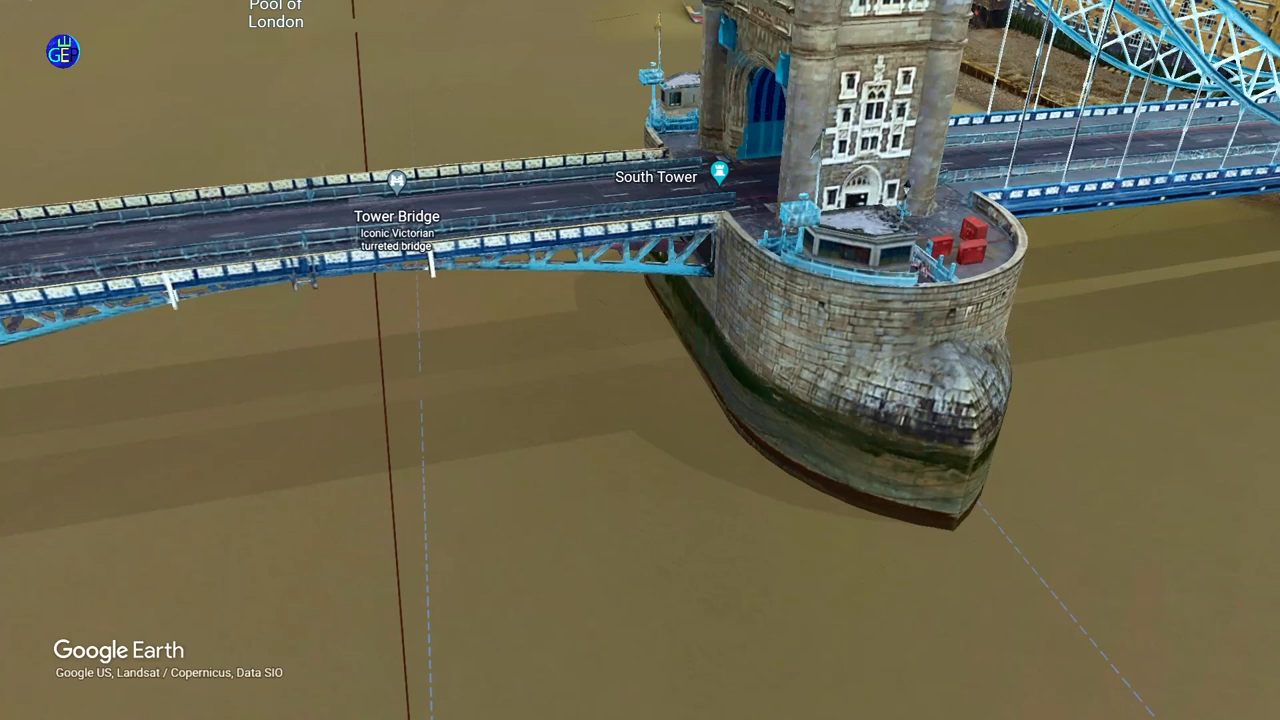 Pool of
London
GEP
South Tower
Tower Bridge
Iconic Victorian
turreted bridge
Google Earth
Google US, Landsat / Copernicus, Data SIO